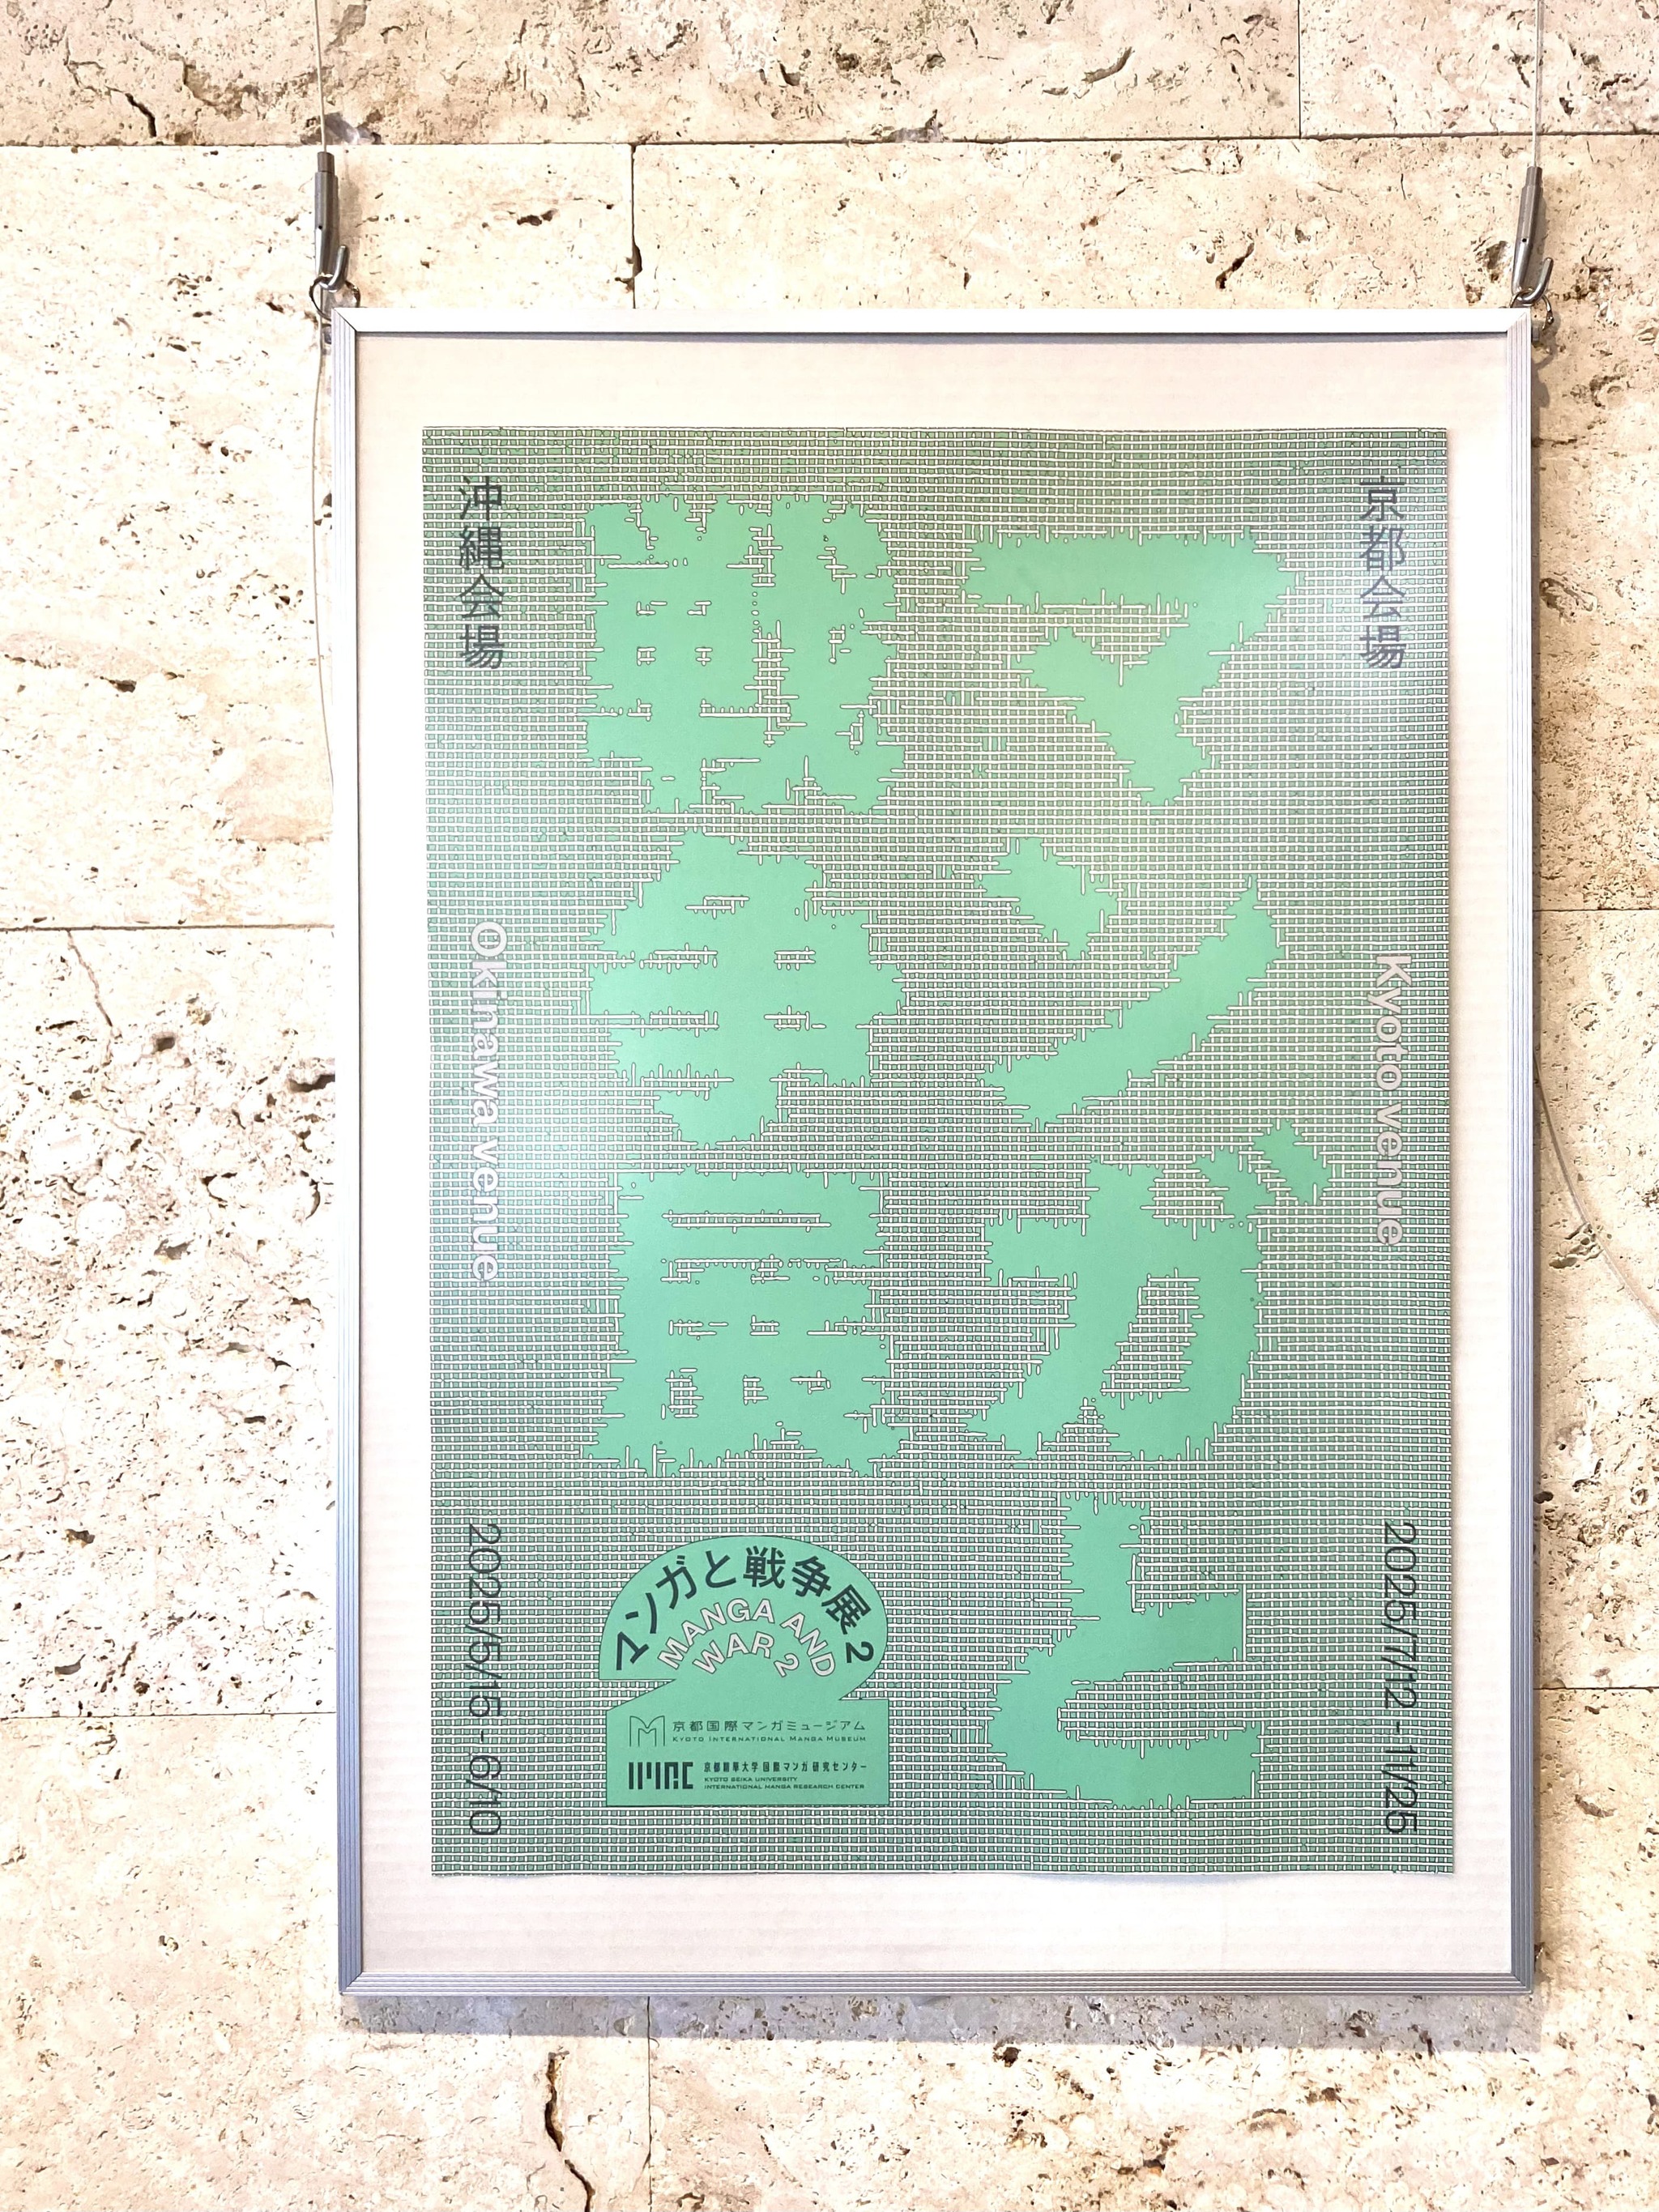 京都会場
Kyoto venue
2025/7/12 - 11/25
マンガと
戦争展
沖縄会場
Okinawa venue
2025/5/15 - 6/10
マンガと戦争展2
MANGA AND
WAR 2
京都国際マンガミュージアム
KYOTO INTERNATIONAL MANGA MUSEUM
IMRC
京都精華大学 国際マンガ研究センター
KYOTO SEIKA UNIVERSITY
INTERNATIONAL MANGA RESEARCH CENTER